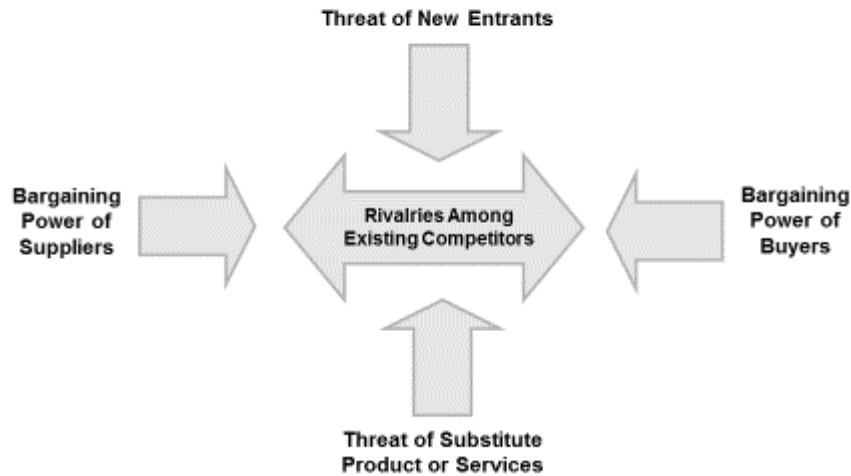 Threat of New Entrants
Bargaining
Power of
Suppliers
Rivalries Among
Existing Competitors
Bargaining
Power of
Buyers
Threat of Substitute
Product or Services